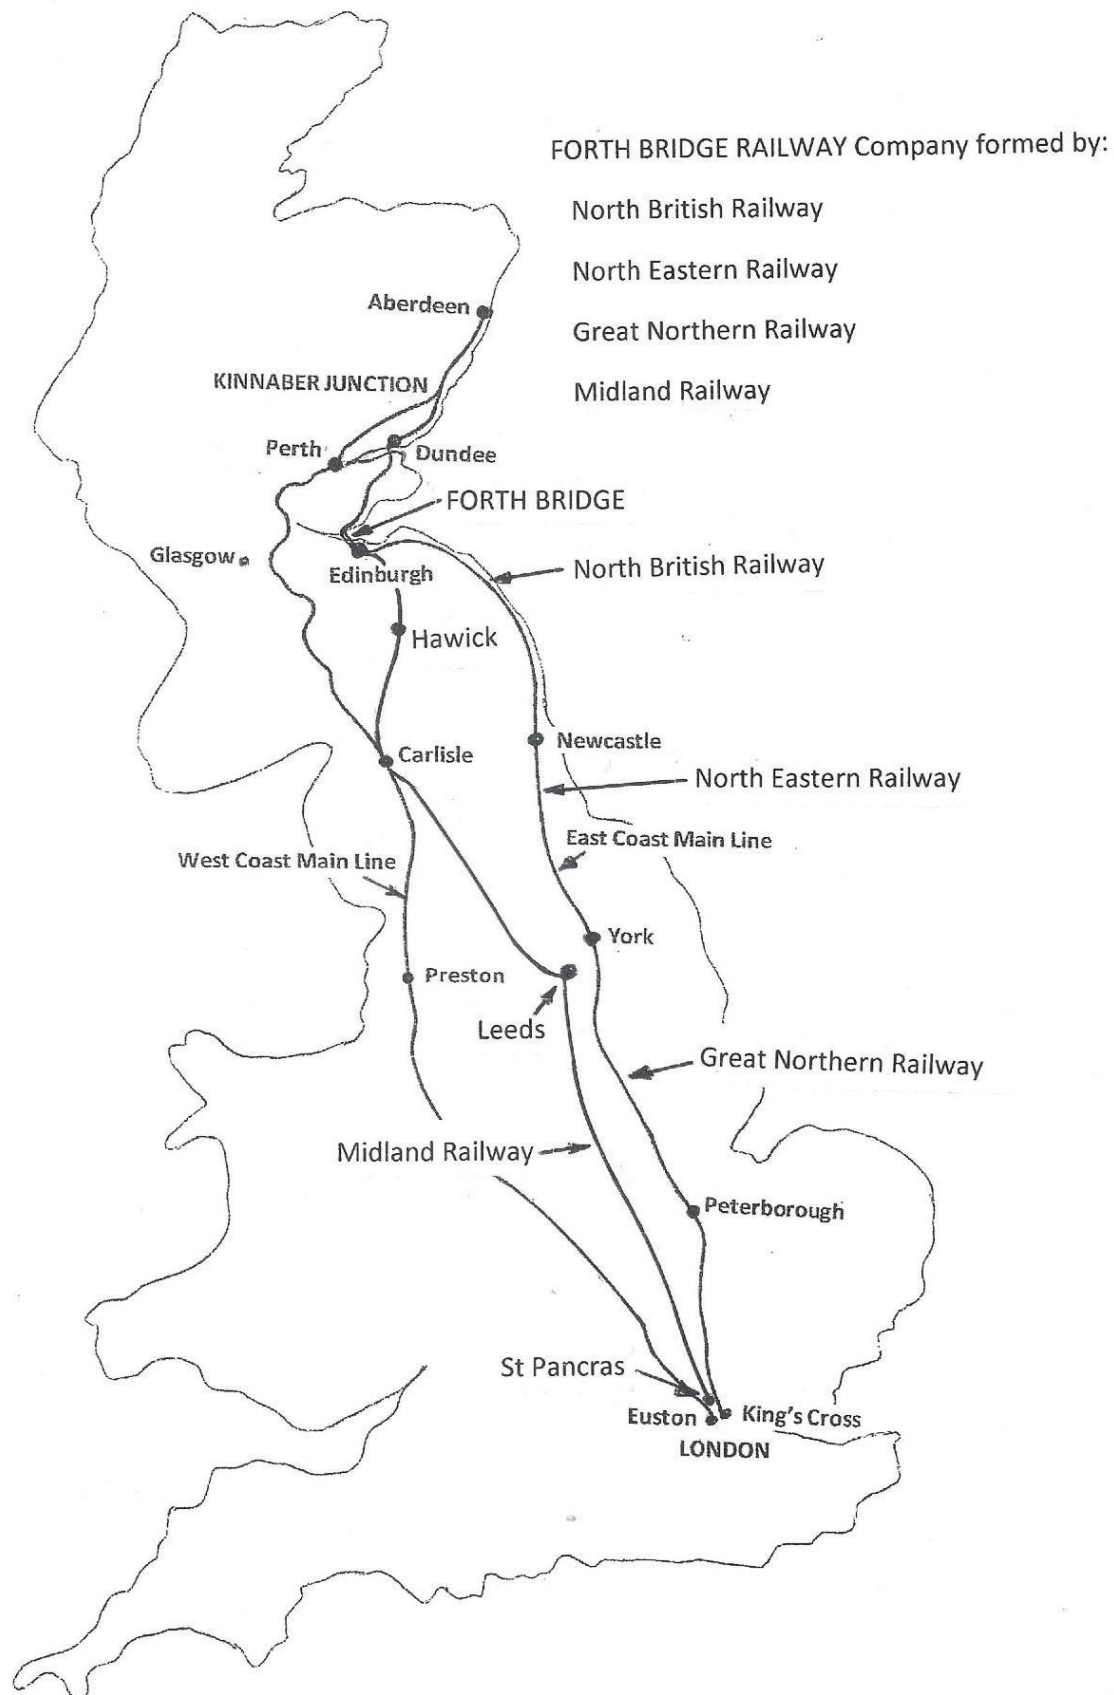 FORTH BRIDGE RAILWAY Company formed by:
North British Railway
North Eastern Railway
Great Northern Railway
Midland Railway
Aberdeen
KINNABER JUNCTION
Perth
Dundee
FORTH BRIDGE
Glasgow
Edinburgh
North British Railway
Hawick
Newcastle
Carlisle
North Eastern Railway
East Coast Main Line
West Coast Main Line
York
Preston
Leeds
Great Northern Railway
Midland Railway
Peterborough
St Pancras
Euston
King's Cross
LONDON